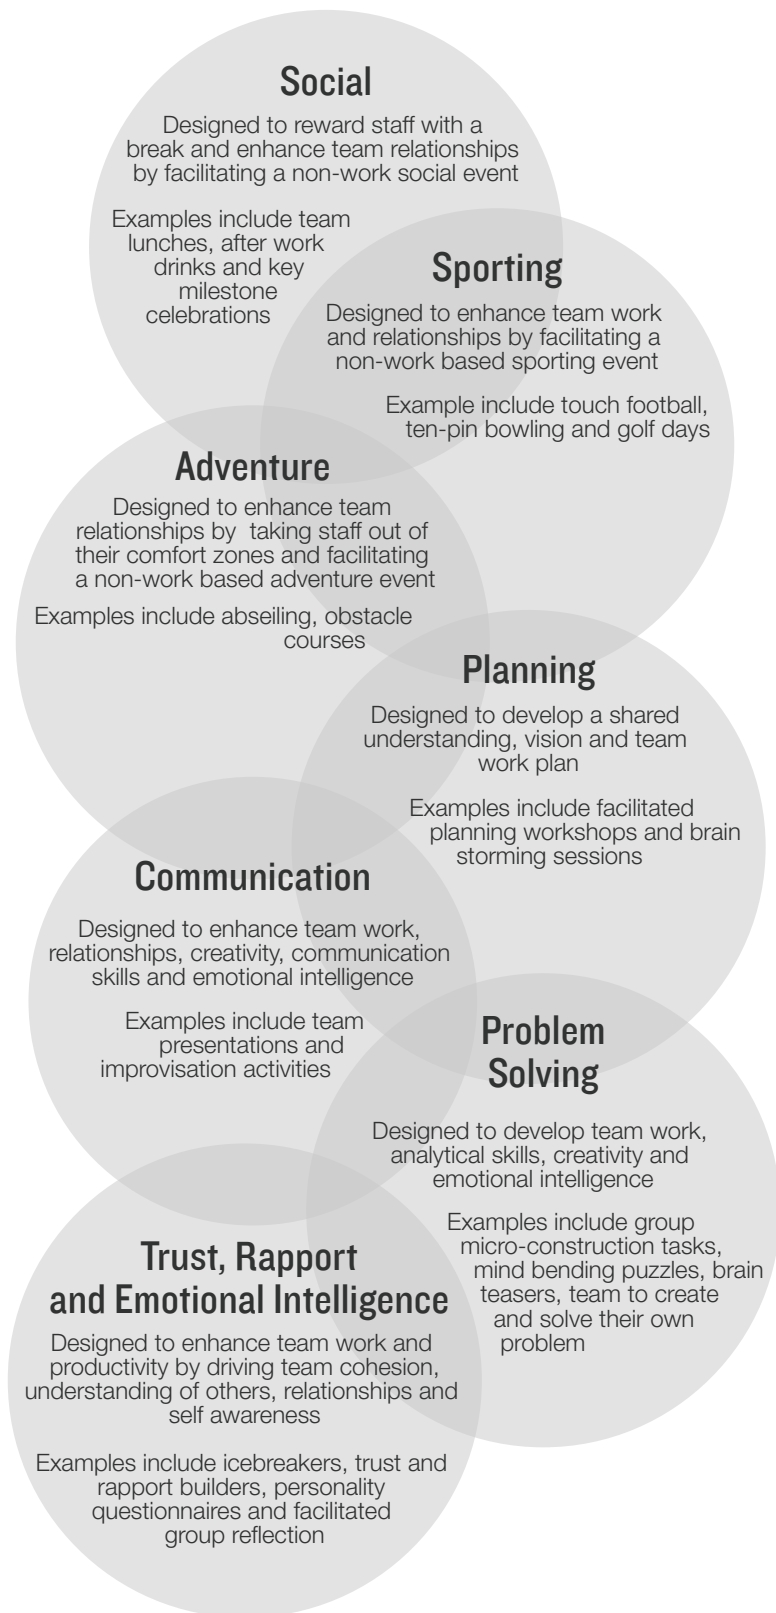 Social
Designed to reward staff with a
break and enhance team relationships
by facilitating a non-work social event
Examples include team
lunches, after work
drinks and key
milestone
celebrations
Sporting
Designed to enhance team work
and relationships by facilitating a
non-work based sporting event
Example include touch football,
ten-pin bowling and golf days
Adventure
Designed to enhance team
relationships by taking staff out of
their comfort zones and facilitating
a non-work based adventure event
Examples include abseiling, obstacle
courses
Planning
Designed to develop a shared
understanding, vision and team
work plan
Examples include facilitated
planning workshops and brain
storming sessions
Communication
Designed to enhance team work,
relationships, creativity, communication
skills and emotional intelligence
Examples include team
presentations and
improvisation activities
Problem
Solving
Designed to develop team work,
analytical skills, creativity and
emotional intelligence
Examples include group
micro-construction tasks,
mind bending puzzles, brain
teasers, team to create
and solve their own
problem
Trust, Rapport
and Emotional Intelligence
Designed to enhance team work and
productivity by driving team cohesion,
understanding of others, relationships and
self awareness
Examples include icebreakers, trust and
rapport builders, personality
questionnaires and facilitated
group reflection